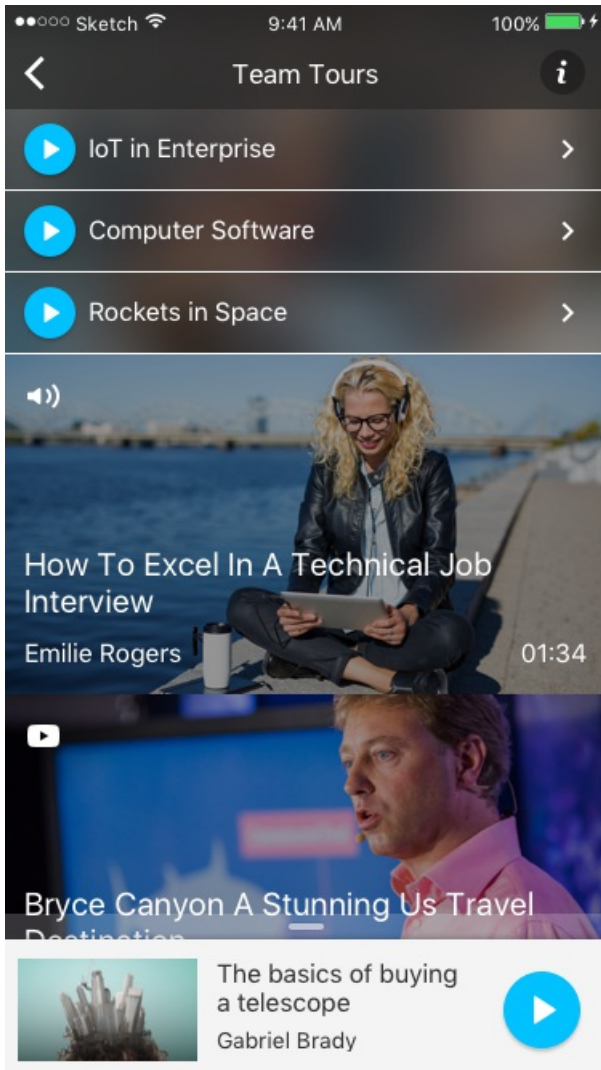 Sketch 9:41 AM 100%
Team Tours i
IoT in Enterprise
Computer Software
Rockets in Space
How To Excel In A Technical Job
Interview
Emilie Rogers 01:34
Bryce Canyon A Stunning Us Travel
Destination
The basics of buying
a telescope
Gabriel Brady